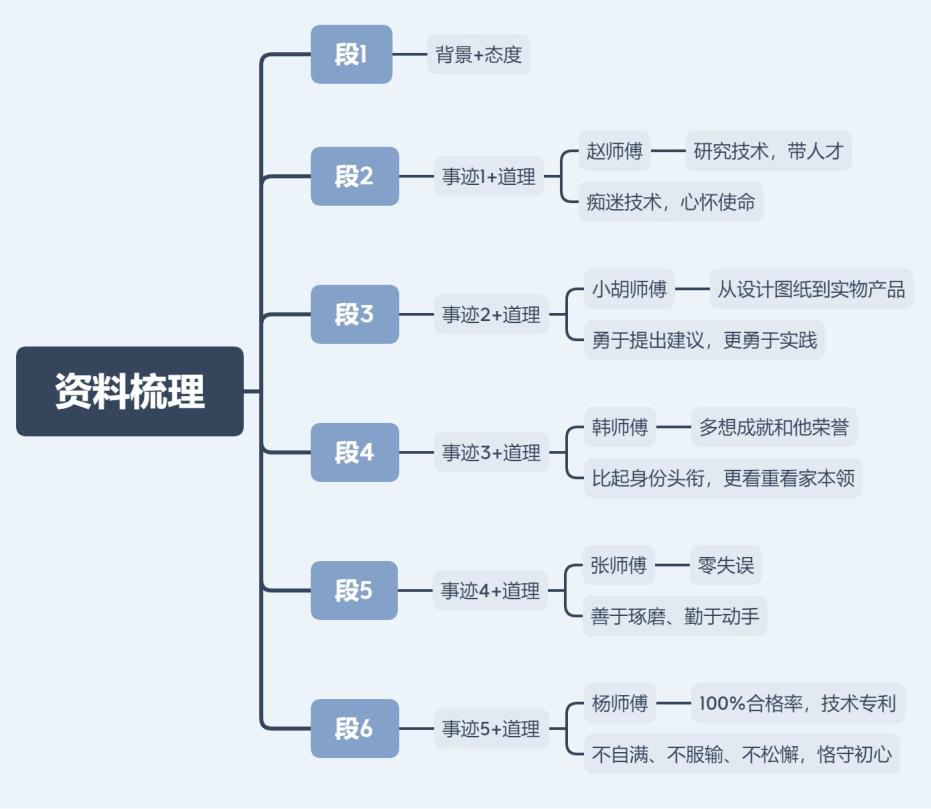 资料梳理
段1
背景+态度
段2
事迹1+道理
赵师傅
研究技术，带人才
痴迷技术，心怀使命
段3
事迹2+道理
小胡师傅
从设计图纸到实物产品
勇于提出建议，更勇于实践
段4
事迹3+道理
韩师傅
多想成就和他荣誉
比起身份头衔，更看重看家本领
段5
事迹4+道理
张师傅
零失误
善于琢磨、勤于动手
段6
事迹5+道理
杨师傅
100%合格率，技术专利
不自满、不服输、不松懈，恪守初心